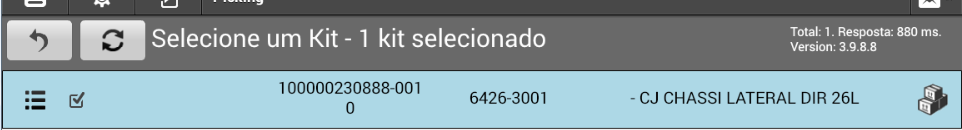 Picking
Selecione um Kit - 1 kit selecionado
Total: 1. Resposta: 880 ms.
Version: 3.9.8.8
100000230888-001
0
6426-3001
- CJ CHASSI LATERAL DIR 26L